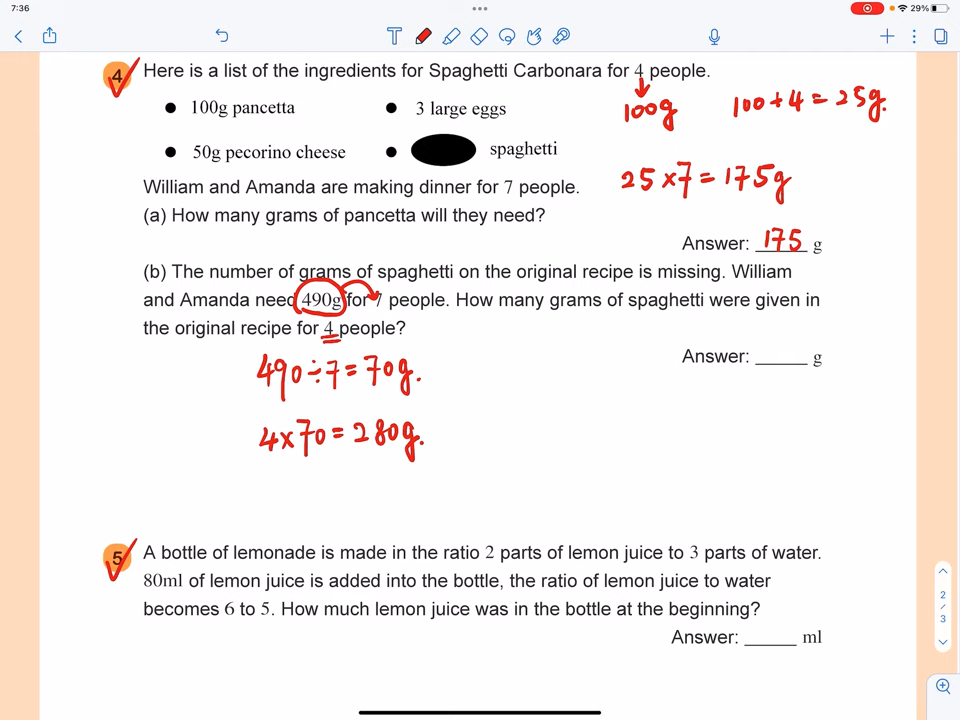 7:36
29%
4 Here is a list of the ingredients for Spaghetti Carbonara for 4 people.
100g pancetta
3 large eggs
100g
100÷4=25g.
50g pecorino cheese
spaghetti
William and Amanda are making dinner for 7 people.
25×7=175g
(a) How many grams of pancetta will they need?
Answer: 175 g
(b) The number of grams of spaghetti on the original recipe is missing. William
and Amanda need 490g for 7 people. How many grams of spaghetti were given in
the original recipe for 4 people?
Answer: ______ g
490÷7=70g.
4×70=280g.
5 A bottle of lemonade is made in the ratio 2 parts of lemon juice to 3 parts of water.
80ml of lemon juice is added into the bottle, the ratio of lemon juice to water
becomes 6 to 5. How much lemon juice was in the bottle at the beginning?
Answer: ______ ml
2
/
3